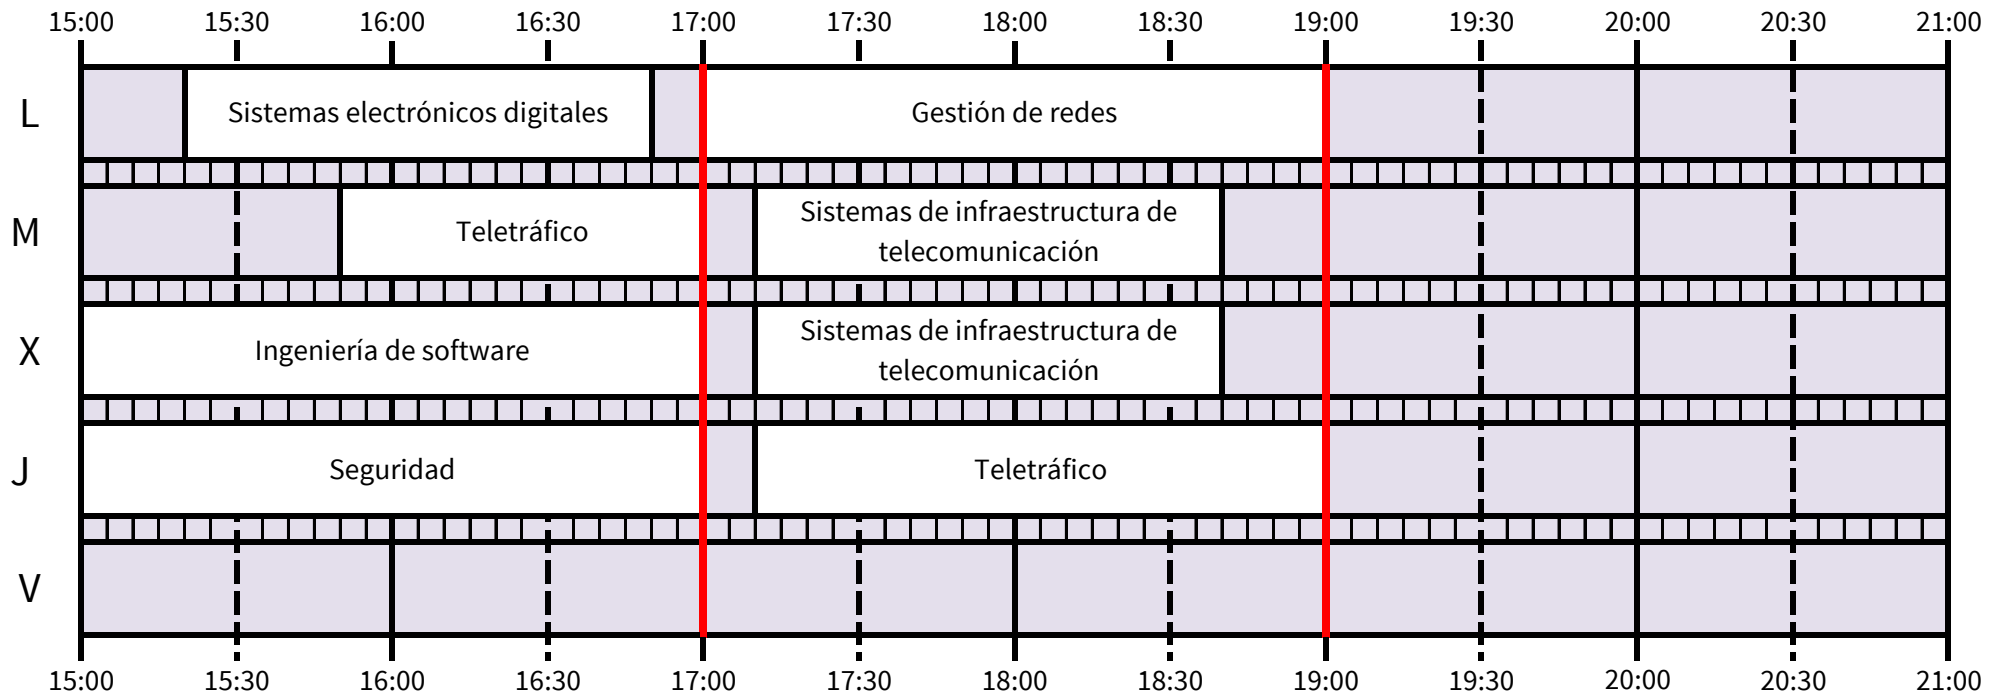 15:00 15:30 16:00 16:30 17:00 17:30 18:00 18:30 19:00 19:30 20:00 20:30 21:00
L Sistemas electrónicos digitales Gestión de redes
M Teletráfico Sistemas de infraestructura de
telecomunicación
X Ingeniería de software Sistemas de infraestructura de
telecomunicación
J Seguridad Teletráfico
V
15:00 15:30 16:00 16:30 17:00 17:30 18:00 18:30 19:00 19:30 20:00 20:30 21:00